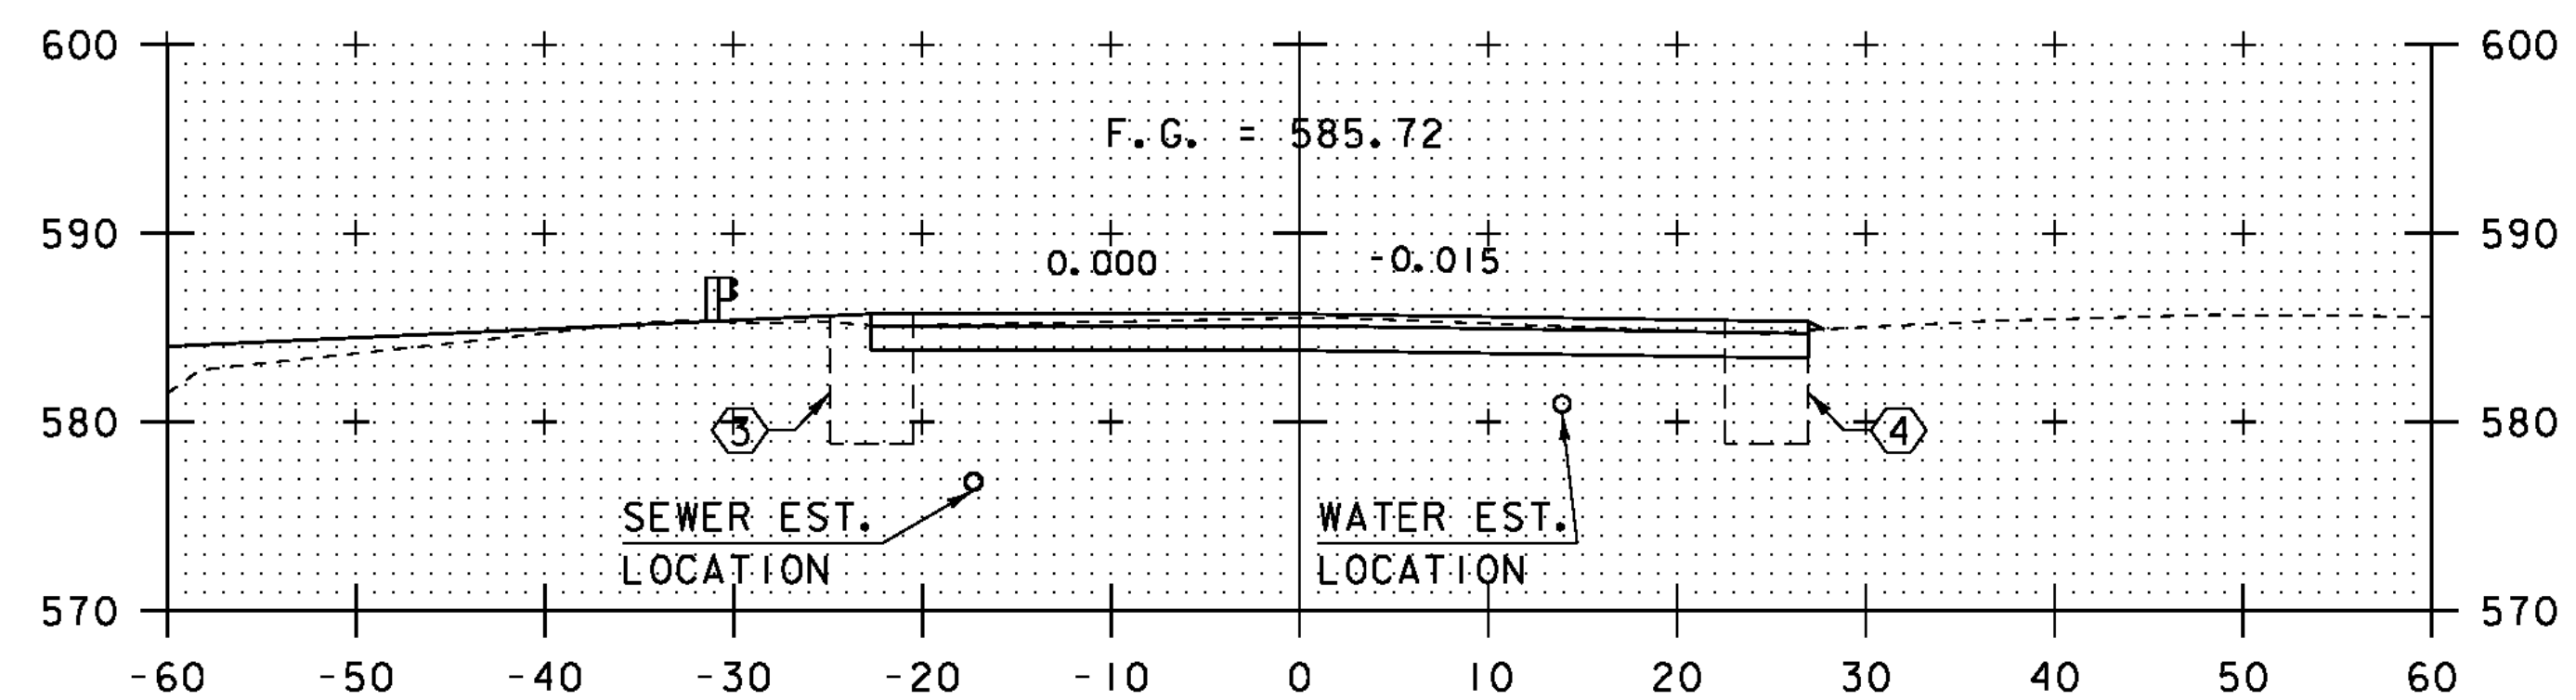 600 600
F.G. = 585.72
590 590
0.000 -0.015
580 3 4 580
SEWER EST. WATER EST.
LOCATION LOCATION
570 570
-60 -50 -40 -30 -20 -10 0 10 20 30 40 50 60